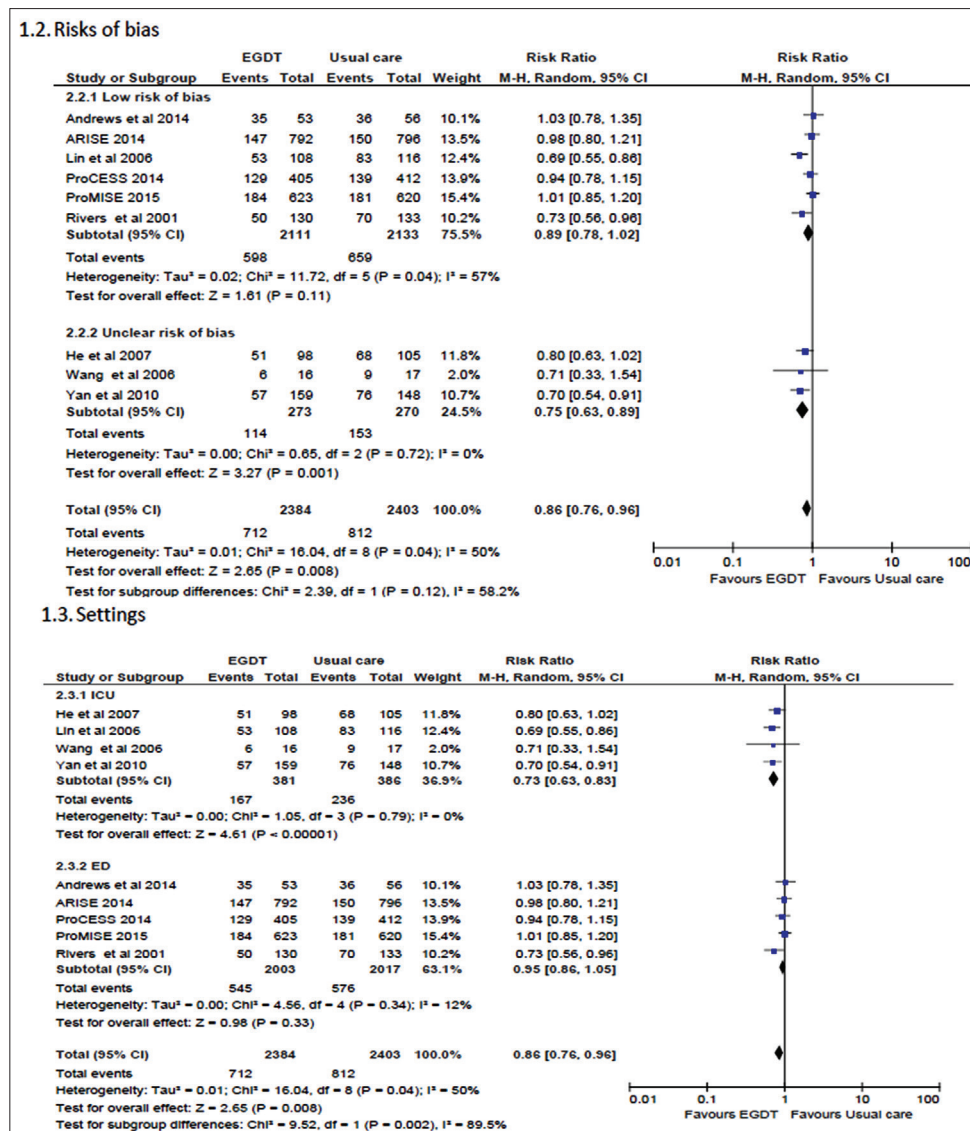 1.2. Risks of bias
EGDT Usual care Risk Ratio Risk Ratio
Study or Subgroup Events Total Events Total Weight M-H, Random, 95% CI M-H, Random, 95% CI
2.2.1 Low risk of bias
Andrews et al 2014 35 53 36 56 10.1% 1.03 [0.78, 1.35]
ARISE 2014 147 792 150 796 13.5% 0.98 [0.80, 1.21]
Lin et al 2006 53 108 83 116 12.4% 0.69 [0.55, 0.86]
ProCESS 2014 129 405 139 412 13.9% 0.94 [0.78, 1.15]
ProMISE 2015 184 623 181 620 15.4% 1.01 [0.85, 1.20]
Rivers et al 2001 50 130 70 133 10.2% 0.73 [0.56, 0.96]
Subtotal (95% CI) 2111 2133 75.5% 0.89 [0.78, 1.02]
Total events 598 659
Heterogeneity: Tau² = 0.02; Chi² = 11.72, df = 5 (P = 0.04); I² = 57%
Test for overall effect: Z = 1.61 (P = 0.11)
2.2.2 Unclear risk of bias
He et al 2007 51 98 68 105 11.8% 0.80 [0.63, 1.02]
Wang et al 2006 6 16 9 17 2.0% 0.71 [0.33, 1.54]
Yan et al 2010 57 159 76 148 10.7% 0.70 [0.54, 0.91]
Subtotal (95% CI) 273 270 24.5% 0.75 [0.63, 0.89]
Total events 114 153
Heterogeneity: Tau² = 0.00; Chi² = 0.65, df = 2 (P = 0.72); I² = 0%
Test for overall effect: Z = 3.27 (P = 0.001)
Total (95% CI) 2384 2403 100.0% 0.86 [0.76, 0.96]
Total events 712 812
Heterogeneity: Tau² = 0.01; Chi² = 16.04, df = 8 (P = 0.04); I² = 50%
Test for overall effect: Z = 2.65 (P = 0.008)
Test for subgroup differences: Chi² = 2.39, df = 1 (P = 0.12), I² = 58.2%
0.01 0.1 1 10 100
Favours EGDT Favours Usual care
1.3. Settings
EGDT Usual care Risk Ratio Risk Ratio
Study or Subgroup Events Total Events Total Weight M-H, Random, 95% CI M-H, Random, 95% CI
2.3.1 ICU
He et al 2007 51 98 68 105 11.8% 0.80 [0.63, 1.02]
Lin et al 2006 53 108 83 116 12.4% 0.69 [0.55, 0.86]
Wang et al 2006 6 16 9 17 2.0% 0.71 [0.33, 1.54]
Yan et al 2010 57 159 76 148 10.7% 0.70 [0.54, 0.91]
Subtotal (95% CI) 381 386 36.9% 0.73 [0.63, 0.83]
Total events 167 236
Heterogeneity: Tau² = 0.00; Chi² = 1.05, df = 3 (P = 0.79); I² = 0%
Test for overall effect: Z = 4.61 (P < 0.00001)
2.3.2 ED
Andrews et al 2014 35 53 36 56 10.1% 1.03 [0.78, 1.35]
ARISE 2014 147 792 150 796 13.5% 0.98 [0.80, 1.21]
ProCESS 2014 129 405 139 412 13.9% 0.94 [0.78, 1.15]
ProMISE 2015 184 623 181 620 15.4% 1.01 [0.85, 1.20]
Rivers et al 2001 50 130 70 133 10.2% 0.73 [0.56, 0.96]
Subtotal (95% CI) 2003 2017 63.1% 0.95 [0.86, 1.05]
Total events 545 576
Heterogeneity: Tau² = 0.00; Chi² = 4.56, df = 4 (P = 0.34); I² = 12%
Test for overall effect: Z = 0.98 (P = 0.33)
Total (95% CI) 2384 2403 100.0% 0.86 [0.76, 0.96]
Total events 712 812
Heterogeneity: Tau² = 0.01; Chi² = 16.04, df = 8 (P = 0.04); I² = 50%
Test for overall effect: Z = 2.65 (P = 0.008)
Test for subgroup differences: Chi² = 9.52, df = 1 (P = 0.002), I² = 89.5%
0.01 0.1 1 10 100
Favours EGDT Favours Usual care